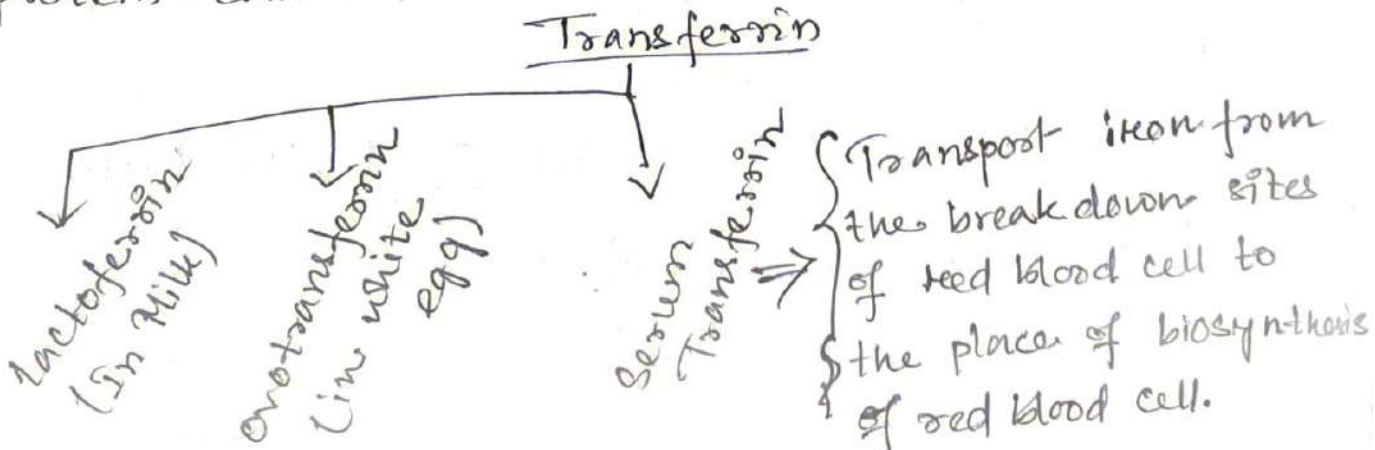 Transferrin
Lactoferrin
(In Milk)
Ovotransferrin
(in white
egg)
Serum
Transferrin
⇒
Transport iron from
the breakdown sites
of reed blood cell to
the place of biosynthesis
of red blood cell.